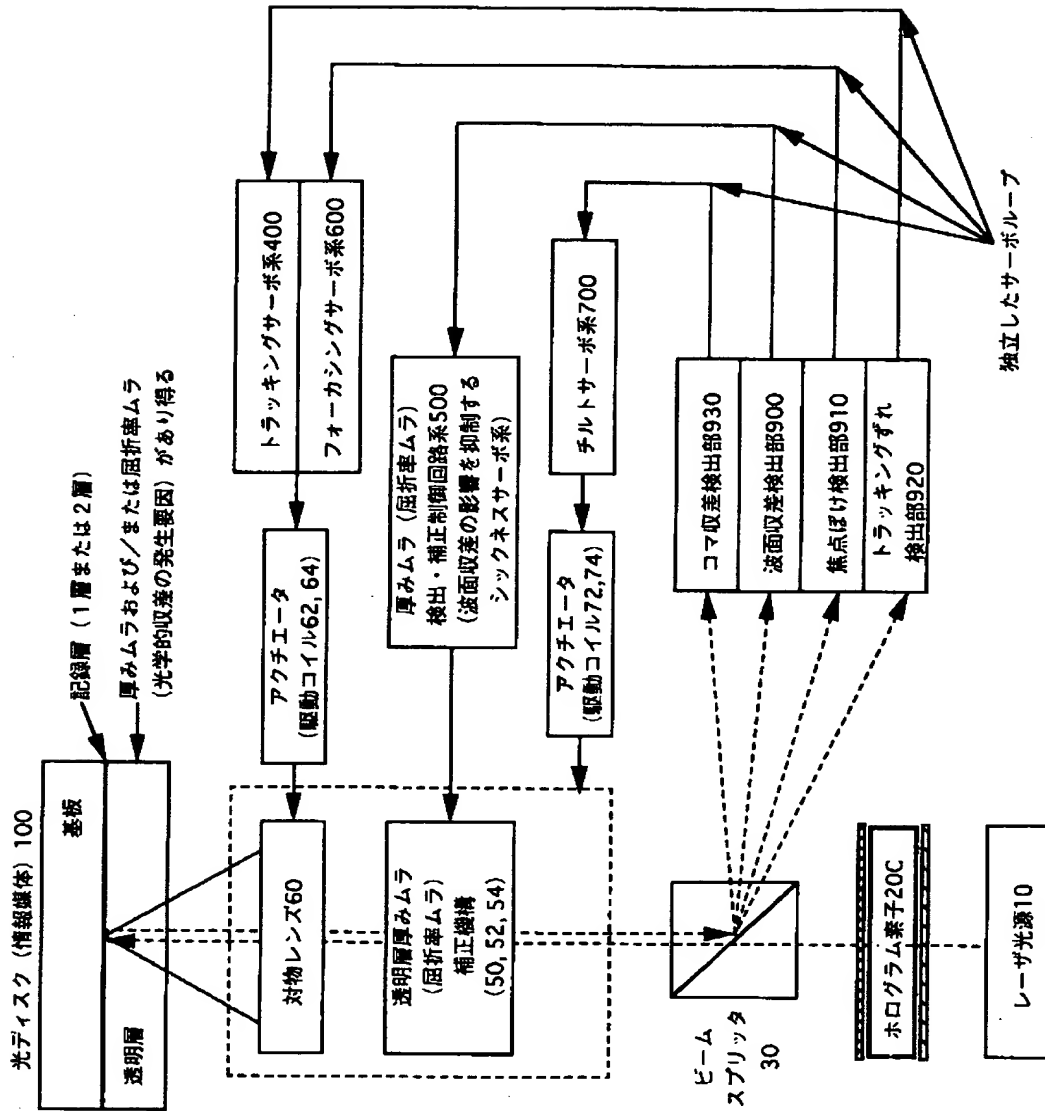 光ディスク（情報媒体）100
基板
透明層
記録層（1層または2層）
厚みムラおよび／または屈折率ムラ
（光学的収差の発生要因）があり得る
対物レンズ60
アクチエータ
（駆動コイル62, 64）
トラッキングサーボ系400
フォーカシングサーボ系600
透明層厚みムラ
（屈折率ムラ）
補正機構
（50, 52, 54）
厚みムラ（屈折率ムラ）
検出・補正制御回路系500
（波面収差の影響を抑制する
シックネスサーボ系）
アクチエータ
（駆動コイル72,74）
チルトサーボ系700
ビーム
スプリッタ
30
コマ収差検出部930
波面収差検出部900
焦点ぼけ検出部910
トラッキングずれ
検出部920
独立したサーボループ
ホログラム素子20C
レーザ光源10